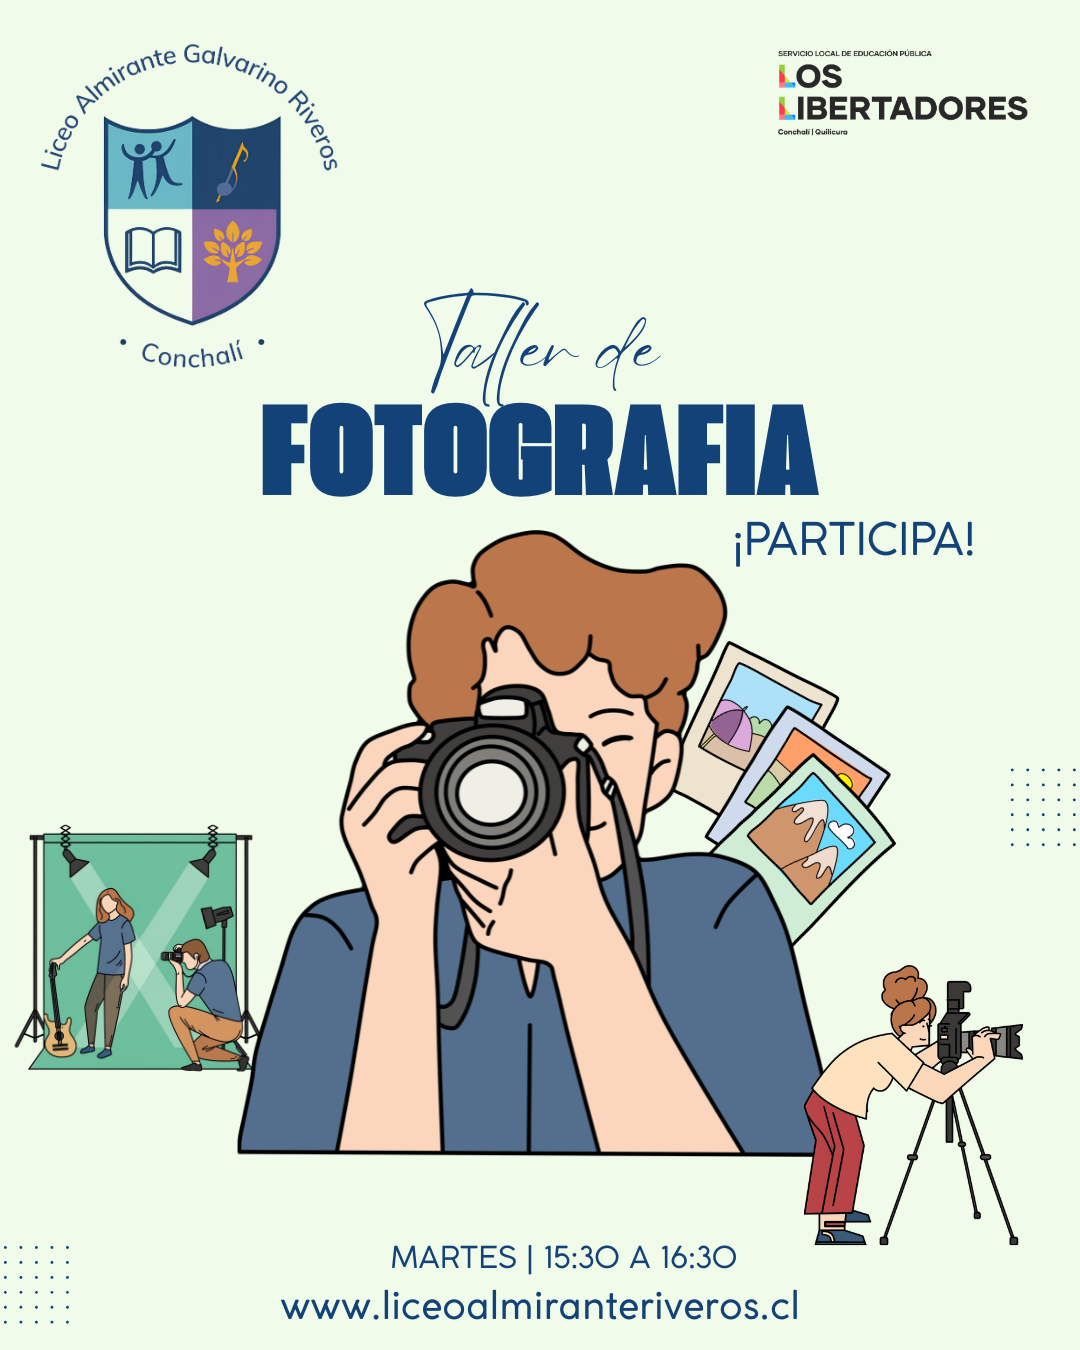 Liceo Almirante Galvarino Riveros
• Conchalí •
SERVICIO LOCAL DE EDUCACIÓN PÚBLICA
LOS
LIBERTADORES
Conchalí | Quilicura
Taller de
FOTOGRAFIA
¡PARTICIPA!
MARTES | 15:30 A 16:30
www.liceoalmiranteriveros.cl